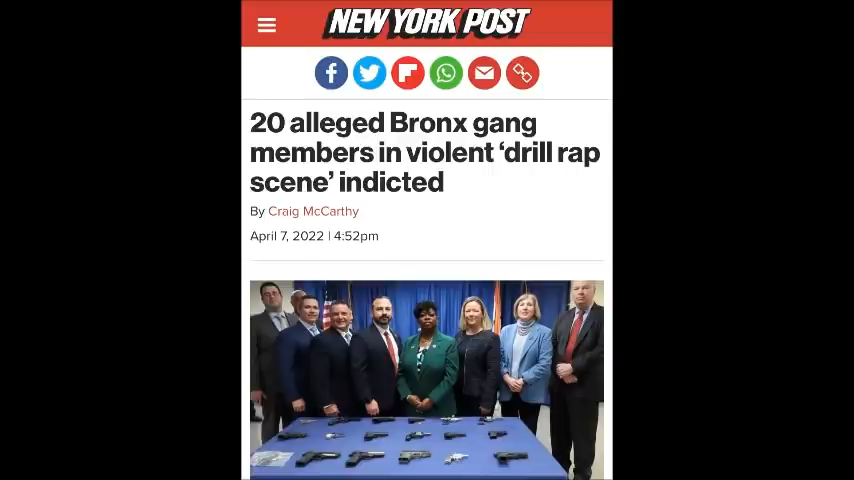 NEW YORK POST
20 alleged Bronx gang
members in violent ‘drill rap
scene’ indicted
By Craig McCarthy
April 7, 2022 | 4:52pm